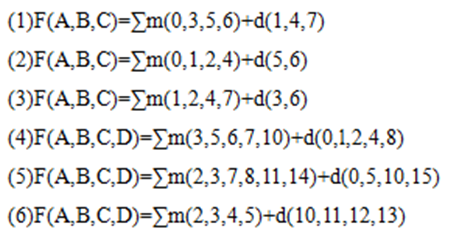 (1)F(A,B,C)=∑m(0,3,5,6)+d(1,4,7)
(2)F(A,B,C)=∑m(0,1,2,4)+d(5,6)
(3)F(A,B,C)=∑m(1,2,4,7)+d(3,6)
(4)F(A,B,C,D)=∑m(3,5,6,7,10)+d(0,1,2,4,8)
(5)F(A,B,C,D)=∑m(2,3,7,8,11,14)+d(0,5,10,15)
(6)F(A,B,C,D)=∑m(2,3,4,5)+d(10,11,12,13)